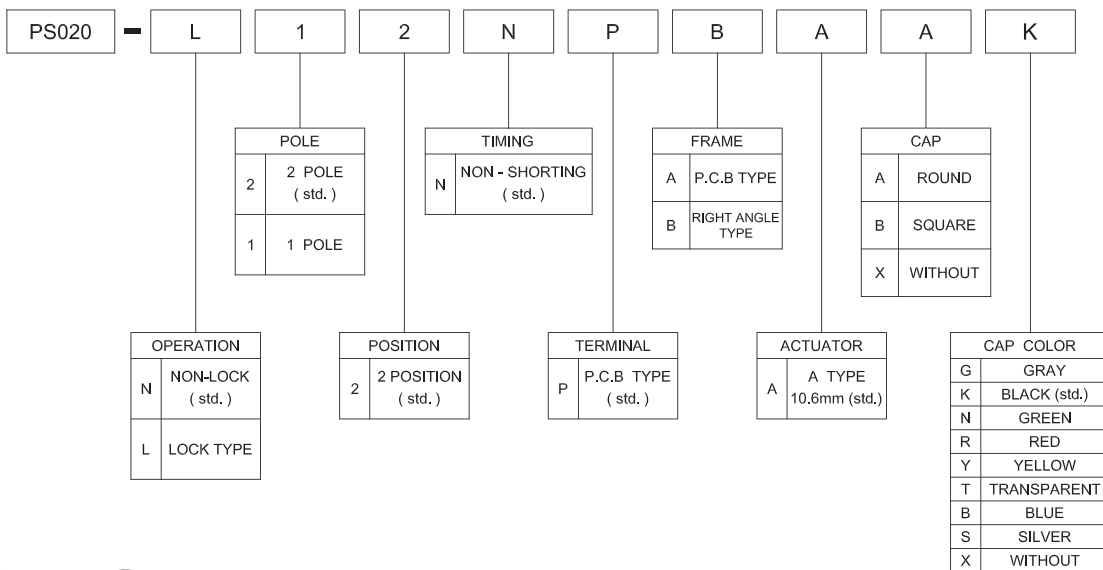 PS020 - L 1 2 N P B A A K
POLE
2 2 POLE
( std. )
1 1 POLE
TIMING
N NON - SHORTING
( std. )
FRAME
A P.C.B TYPE
B RIGHT ANGLE
TYPE
CAP
A ROUND
B SQUARE
X WITHOUT
OPERATION
N NON-LOCK
( std. )
L LOCK TYPE
POSITION
2 2 POSITION
( std. )
TERMINAL
P P.C.B TYPE
( std. )
ACTUATOR
A A TYPE
10.6mm (std.)
CAP COLOR
G GRAY
K BLACK (std.)
N GREEN
R RED
Y YELLOW
T TRANSPARENT
B BLUE
S SILVER
X WITHOUT